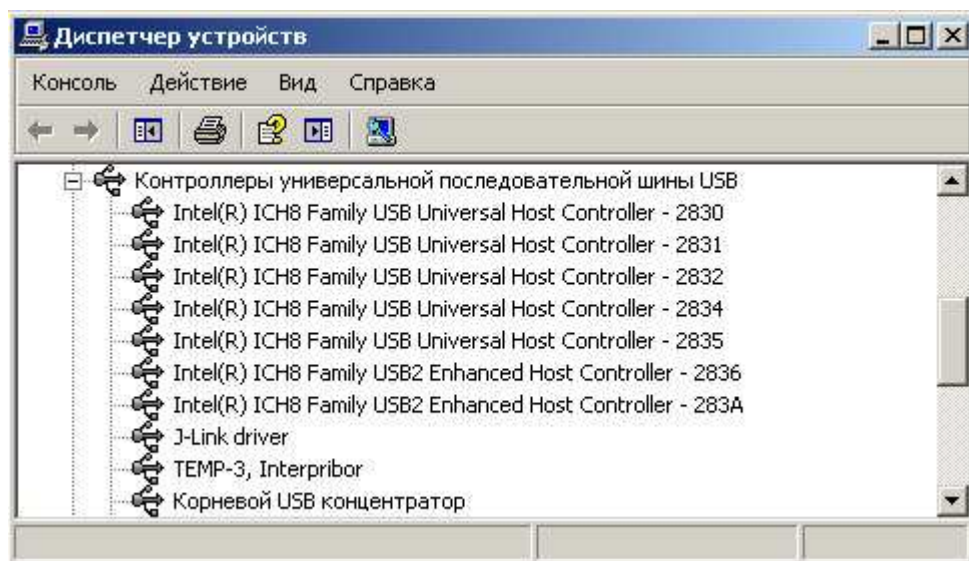 Диспетчер устройств
Консоль Действие Вид Справка
Контроллеры универсальной последовательной шины USB
Intel(R) ICH8 Family USB Universal Host Controller - 2830
Intel(R) ICH8 Family USB Universal Host Controller - 2831
Intel(R) ICH8 Family USB Universal Host Controller - 2832
Intel(R) ICH8 Family USB Universal Host Controller - 2834
Intel(R) ICH8 Family USB Universal Host Controller - 2835
Intel(R) ICH8 Family USB2 Enhanced Host Controller - 2836
Intel(R) ICH8 Family USB2 Enhanced Host Controller - 283A
J-Link driver
TEMP-3, Interpribor
Корневой USB концентратор